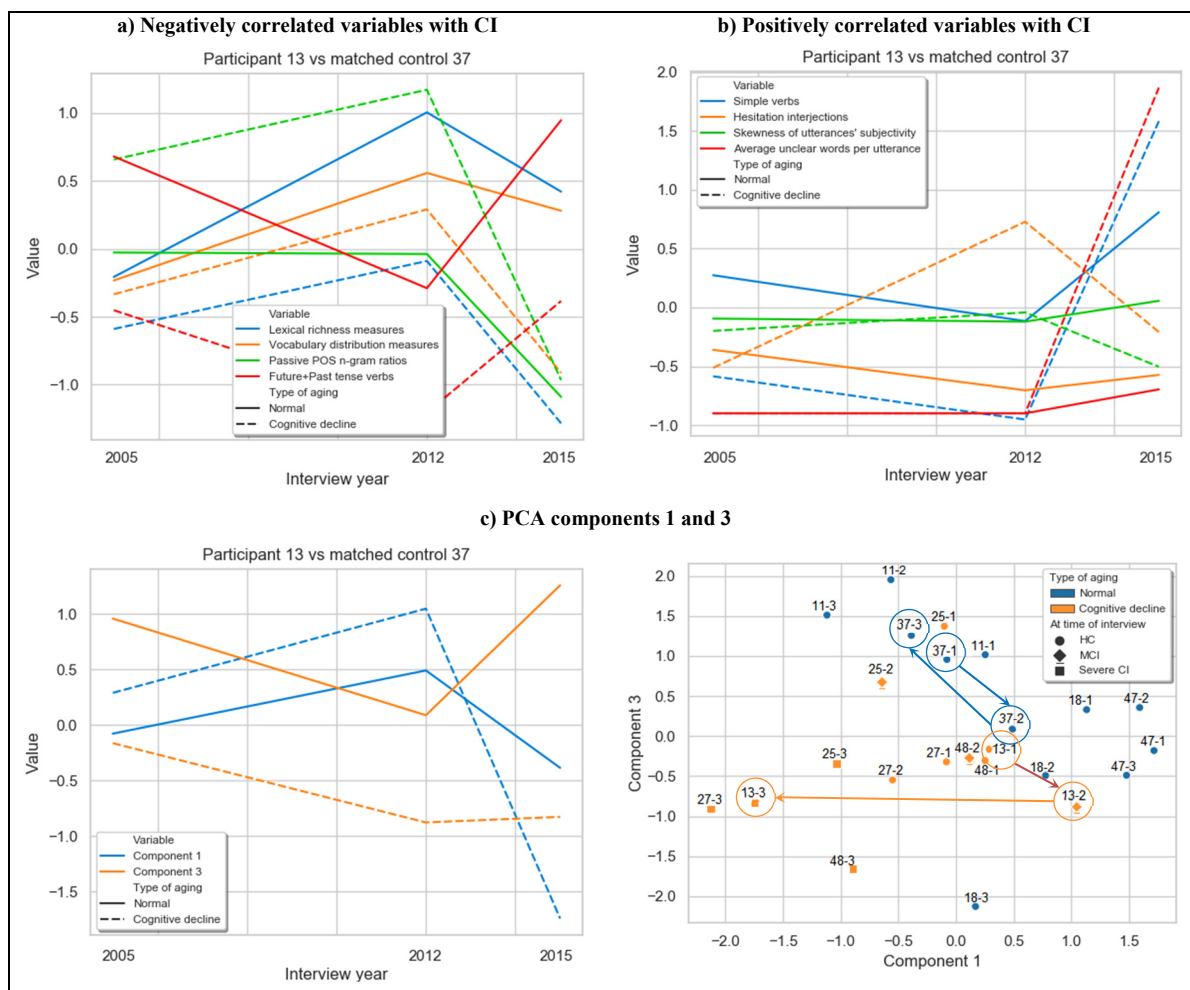 a) Negatively correlated variables with CI
Participant 13 vs matched control 37
1.0
0.5
0.0
−0.5
−1.0
Value
Variable
Lexical richness measures
Vocabulary distribution measures
Passive POS n-gram ratios
Future+Past tense verbs
Type of aging
Normal
Cognitive decline
2005
2012
2015
Interview year
b) Positively correlated variables with CI
Participant 13 vs matched control 37
2.0
1.5
1.0
0.5
0.0
−0.5
−1.0
Value
Variable
Simple verbs
Hesitation interjections
Skewness of utterances' subjectivity
Average unclear words per utterance
Type of aging
Normal
Cognitive decline
2005
2012
2015
Interview year
c) PCA components 1 and 3
Participant 13 vs matched control 37
1.0
0.5
0.0
−0.5
−1.0
−1.5
Value
Variable
Component 1
Component 3
Type of aging
Normal
Cognitive decline
2005
2012
2015
Interview year
2.0
1.5
1.0
0.5
0.0
−0.5
−1.0
−1.5
−2.0
Component 3
Type of aging
Normal
Cognitive decline
At time of interview
HC
MCI
Severe CI
11-2
11-3
25-1
37-3
37-1
11-1
25-2
37-2
18-1
47-2
47-1
25-3
27-1
48-2
13-1
48-1
18-2
47-3
27-2
27-3
13-3
13-2
48-3
18-3
−2.0
−1.5
−1.0
−0.5
0.0
0.5
1.0
1.5
Component 1